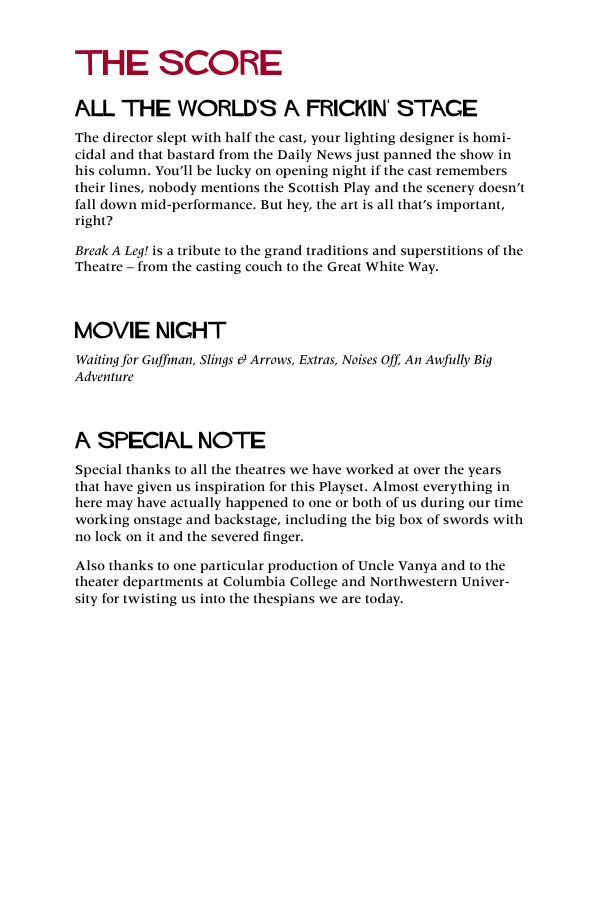 THE SCORE
ALL THE WORLD'S A FRICKIN' STAGE
The director slept with half the cast, your lighting designer is homi-
cidal and that bastard from the Daily News just panned the show in
his column. You’ll be lucky on opening night if the cast remembers
their lines, nobody mentions the Scottish Play and the scenery doesn’t
fall down mid-performance. But hey, the art is all that’s important,
right?
Break A Leg! is a tribute to the grand traditions and superstitions of the
Theatre – from the casting couch to the Great White Way.
MOVIE NIGHT
Waiting for Guffman, Slings & Arrows, Extras, Noises Off, An Awfully Big
Adventure
A SPECIAL NOTE
Special thanks to all the theatres we have worked at over the years
that have given us inspiration for this Playset. Almost everything in
here may have actually happened to one or both of us during our time
working onstage and backstage, including the big box of swords with
no lock on it and the severed finger.
Also thanks to one particular production of Uncle Vanya and to the
theater departments at Columbia College and Northwestern Univer-
sity for twisting us into the thespians we are today.